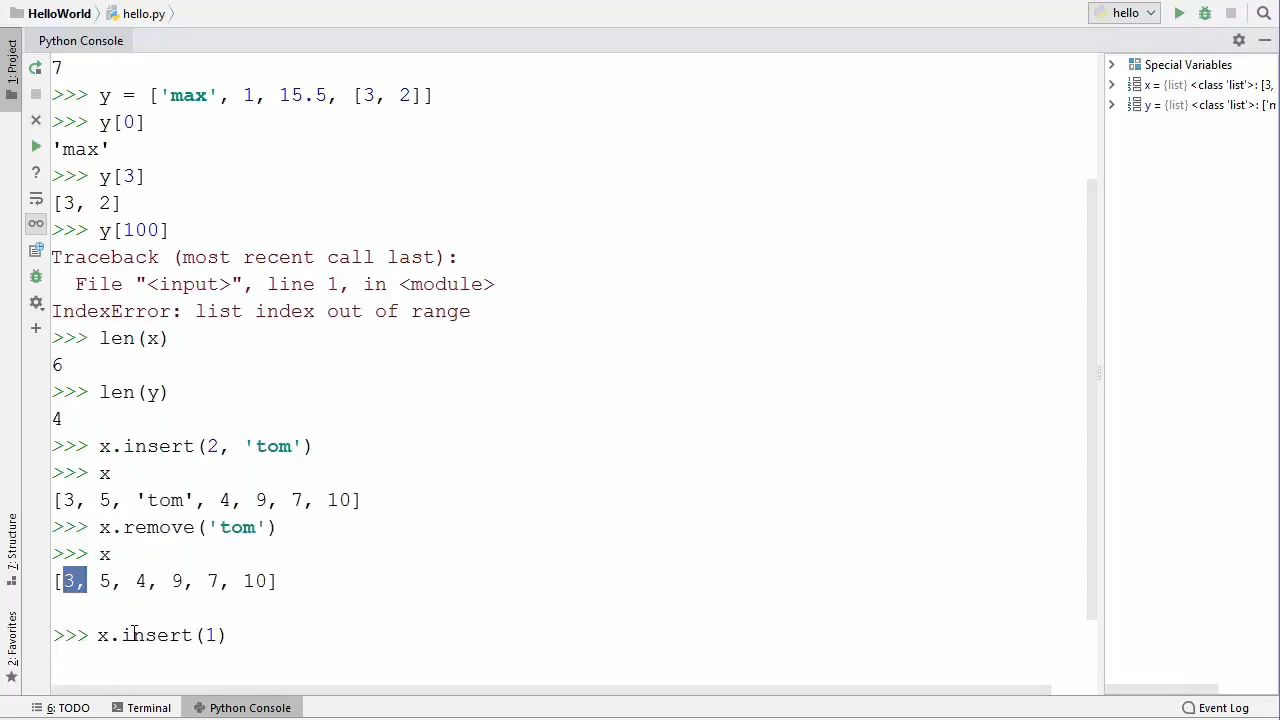 HelloWorld
hello.py
hello
Python Console
7
>>> y = ['max', 1, 15.5, [3, 2]]
>>> y[0]
'max'
>>> y[3]
[3, 2]
>>> y[100]
Traceback (most recent call last):
File "<input>", line 1, in <module>
IndexError: list index out of range
>>> len(x)
6
>>> len(y)
4
>>> x.insert(2, 'tom')
>>> x
[3, 5, 'tom', 4, 9, 7, 10]
>>> x.remove('tom')
>>> x
[3, 5, 4, 9, 7, 10]
>>> x.insert(1)
Special Variables
x = {list} <class 'list'>: [3,
y = {list} <class 'list'>: ['m
1: Project
7: Structure
2: Favorites
6: TODO
Terminal
Python Console
Event Log